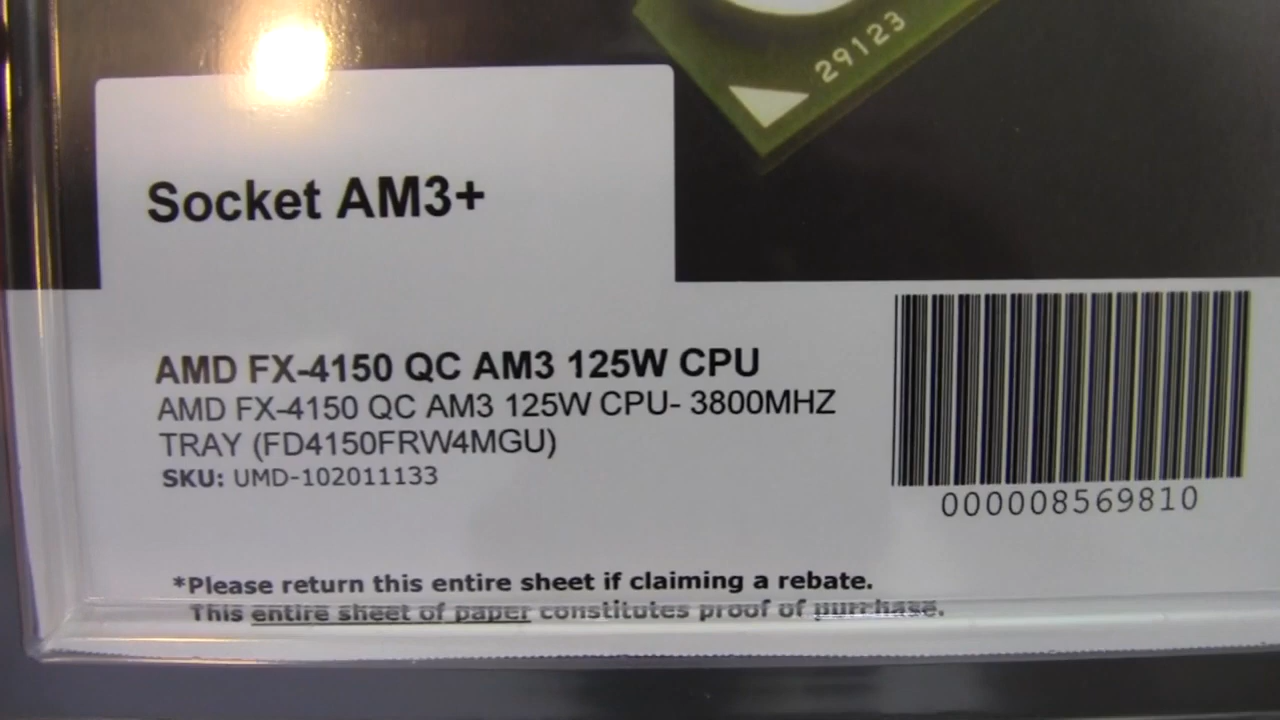 29123
Socket AM3+
AMD FX-4150 QC AM3 125W CPU
AMD FX-4150 QC AM3 125W CPU- 3800MHZ
TRAY (FD4150FRW4MGU)
SKU: UMD-102011133
000008569810
*Please return this entire sheet if claiming a rebate.
This entire sheet of paper constitutes proof of purchase.